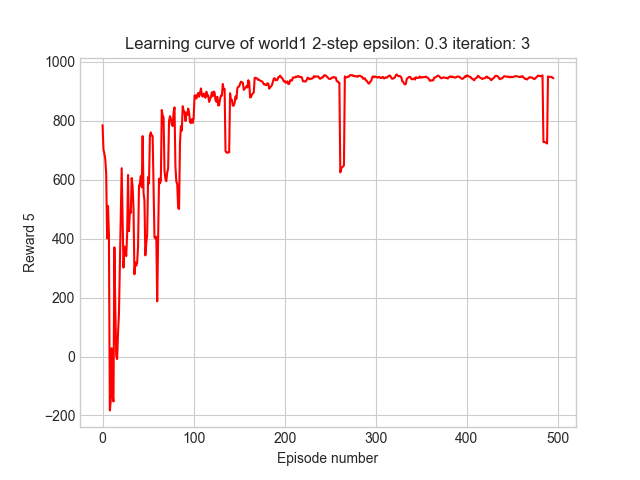 Learning curve of world1 2-step epsilon: 0.3 iteration: 3
1000
800
600
400
200
0
−200
Reward 5
0 100 200 300 400 500
Episode number